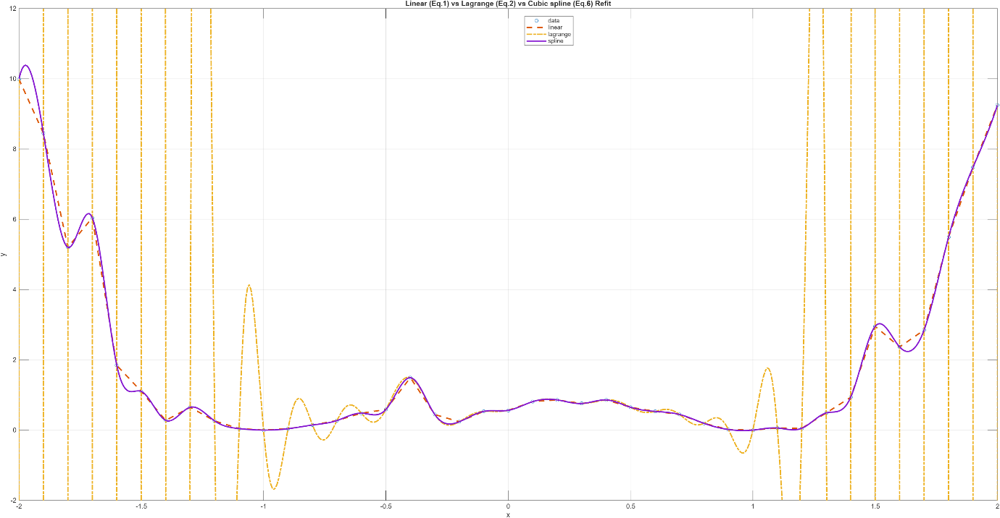 Linear (Eq.1) vs Lagrange (Eq.2) vs Cubic spline (Eq.6) Refit
data
linear
lagrange
spline
12
10
8
6
4
2
0
-2
y
-2
-1.5
-1
-0.5
0
0.5
1
1.5
2
x